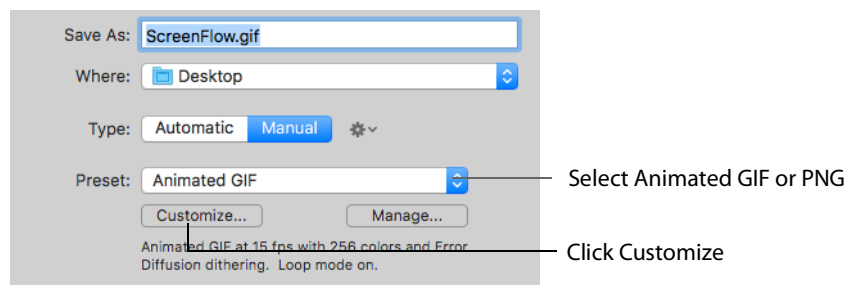 Save As: ScreenFlow.gif
Where: Desktop
Type: Automatic Manual
Preset: Animated GIF
Select Animated GIF or PNG
Customize... Manage...
Animated GIF at 15 fps with 256 colors and Error
Diffusion dithering. Loop mode on.
Click Customize